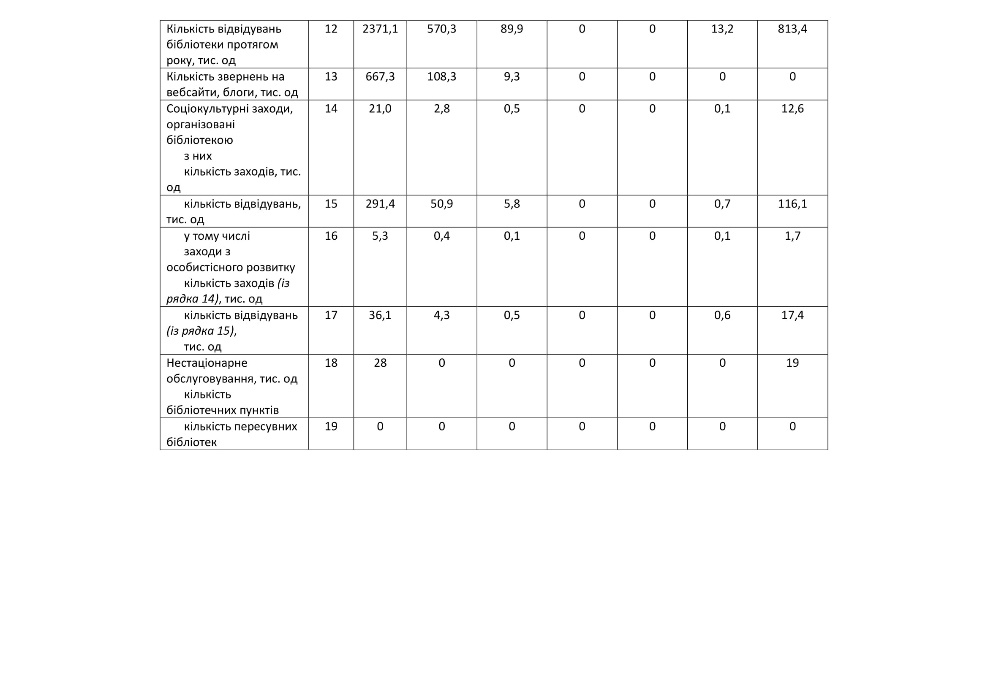 Кількість відвідувань 12 2371,1 570,3 89,9 0 0 13,2 813,4
бібліотеки протягом
року, тис. од
Кількість звернень на 13 667,3 108,3 9,3 0 0 0 0
вебсайти, блоги, тис. од
Соціокультурні заходи, 14 21,0 2,8 0,5 0 0 0,1 12,6
організовані
бібліотекою
з них
кількість заходів, тис.
од
кількість відвідувань, 15 291,4 50,9 5,8 0 0 0,7 116,1
тис. од
у тому числі 16 5,3 0,4 0,1 0 0 0,1 1,7
заходи з
особистісного розвитку
кількість заходів (із
рядка 14), тис. од
кількість відвідувань 17 36,1 4,3 0,5 0 0 0,6 17,4
(із рядка 15),
тис. од
Нестаціонарне 18 28 0 0 0 0 0 19
обслуговування, тис. од
кількість
бібліотечних пунктів
кількість пересувних 19 0 0 0 0 0 0 0
бібліотек